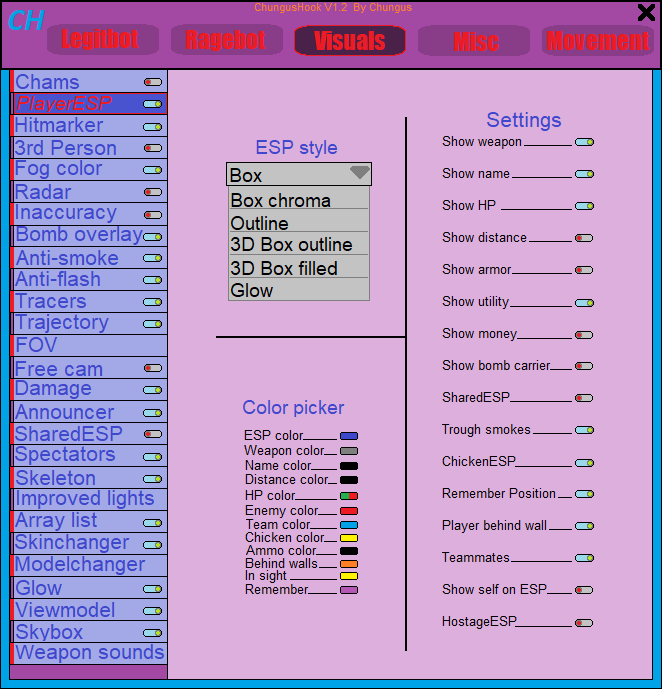 ChungusHook V1.2 By Chungus
CH
Legitbot
Ragebot
Visuals
Misc
Movement
Chams
PlayerESP
Hitmarker
3rd Person
Fog color
Radar
Inaccuracy
Bomb overlay
Anti-smoke
Anti-flash
Tracers
Trajectory
FOV
Free cam
Damage
Announcer
SharedESP
Spectators
Skeleton
Improved lights
Array list
Skinchanger
Modelchanger
Glow
Viewmodel
Skybox
Weapon sounds
ESP style
Box
Box chroma
Outline
3D Box outline
3D Box filled
Glow
Color picker
ESP color
Weapon color
Name color
Distance color
HP color
Enemy color
Team color
Chicken color
Ammo color
Behind walls
In sight
Remember
Settings
Show weapon
Show name
Show HP
Show distance
Show armor
Show utility
Show money
Show bomb carrier
SharedESP
Trough smokes
ChickenESP
Remember Position
Player behind wall
Teammates
Show self on ESP
HostageESP